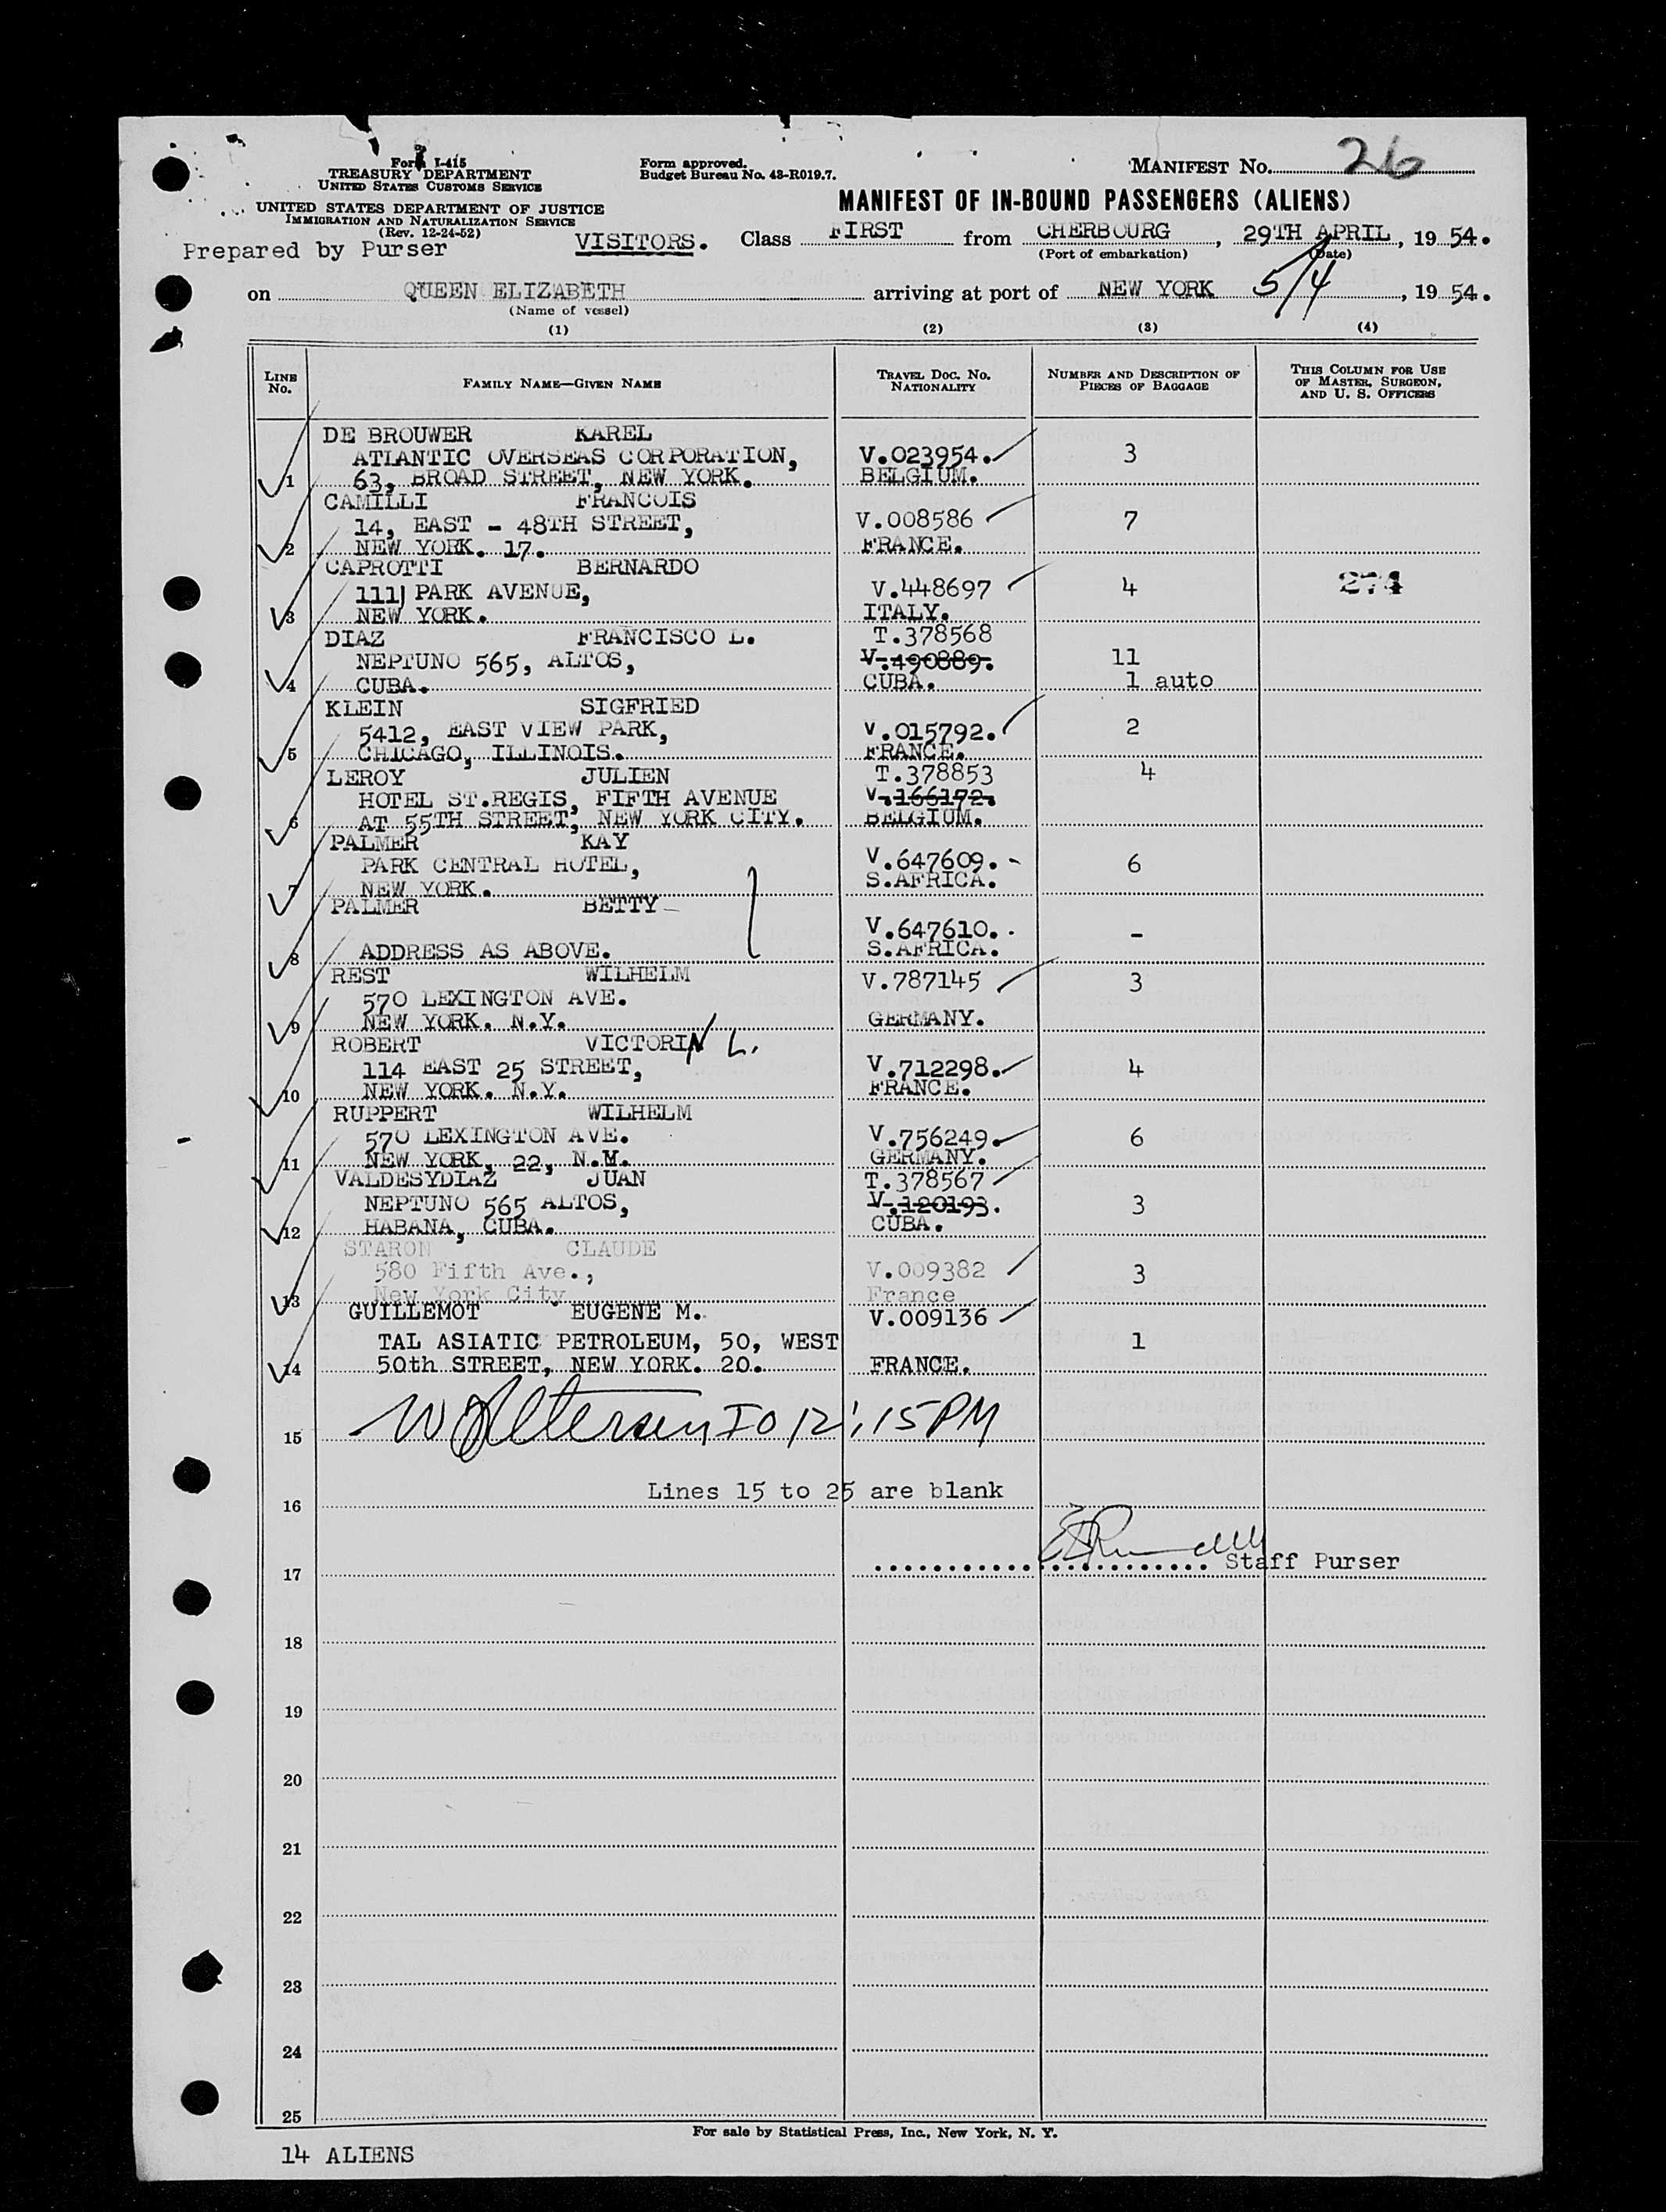 Form I-415
TREASURY DEPARTMENT
UNITED STATES CUSTOMS SERVICE
UNITED STATES DEPARTMENT OF JUSTICE
IMMIGRATION AND NATURALIZATION SERVICE
(Rev. 12-24-52)
Prepared by Purser
Form approved.
Budget Bureau No. 43-R019.7.
MANIFEST No. 26
MANIFEST OF IN-BOUND PASSENGERS (ALIENS)
VISITORS. Class FIRST from CHERBOURG, 29TH APRIL, 19 54.
(Port of embarkation) (Date)
on QUEEN ELIZABETH arriving at port of NEW YORK 5/4, 19 54.
(Name of vessel)
(1) (2) (3) (4)
LINE No. FAMILY NAME—GIVEN NAME TRAVEL DOC. No. NATIONALITY NUMBER AND DESCRIPTION OF PIECES OF BAGGAGE THIS COLUMN FOR USE OF MASTER, SURGEON, AND U. S. OFFICERS
DE BROUWER KAREL
ATLANTIC OVERSEAS CORPORATION, V.023954. 3
1 63, BROAD STREET, NEW YORK. BELGIUM.
CAMILLI FRANCOIS
14, EAST - 48TH STREET, V.008586 7
2 NEW YORK. 17. FRANCE.
CAPROTTI BERNARDO
111J PARK AVENUE, V.448697 4 274
3 NEW YORK. ITALY.
DIAZ FRANCISCO L. T.378568
NEPTUNO 565, ALTOS, V.490889. 11
4 CUBA. CUBA. 1 auto
KLEIN SIGFRIED
5412, EAST VIEW PARK, V.015792. 2
5 CHICAGO, ILLINOIS. FRANCE.
LEROY JULIEN T.378853 4
HOTEL ST.REGIS, FIFTH AVENUE V.166172.
6 AT 55TH STREET, NEW YORK CITY. BELGIUM.
PALMER KAY
PARK CENTRAL HOTEL, V.647609. 6
7 NEW YORK. S.AFRICA.
PALMER BETTY
V.647610. -
8 ADDRESS AS ABOVE. S.AFRICA.
REST WILHELM V.787145 3
570 LEXINGTON AVE.
9 NEW YORK. N.Y. GERMANY.
ROBERT VICTORIN L.
114 EAST 25 STREET, V.712298. 4
10 NEW YORK. N.Y. FRANCE.
RUPPERT WILHELM
570 LEXINGTON AVE. V.756249. 6
11 NEW YORK, 22, N.M. GERMANY.
VALDESYDIAZ JUAN T.378567
NEPTUNO 565 ALTOS, V.120193. 3
12 HABANA, CUBA. CUBA.
STARON CLAUDE
580 Fifth Ave., V.009382 3
13 New York City France
GUILLEMOT EUGENE M. V.009136
TAL ASIATIC PETROLEUM, 50, WEST 1
14 50th STREET, NEW YORK. 20. FRANCE.
15 IO 12:15PM
Lines 15 to 25 are blank
16
Staff Purser
17
18
19
20
21
22
23
24
25
For sale by Statistical Press, Inc., New York, N. Y.
14 ALIENS